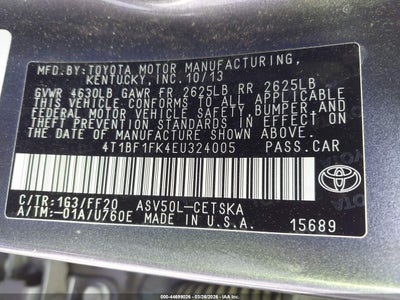 MFD.BY:TOYOTA MOTOR MANUFACTURING,
KENTUCKY, INC. 10/13
GVWR 4630LB GAWR FR 2625LB RR 2625LB
THIS VEHICLE CONFORMS TO ALL APPLICABLE
FEDERAL MOTOR VEHICLE SAFETY, BUMPER AND
THEFT PREVENTION STANDARDS IN EFFECT ON
THE DATE OF MANUFACTURE SHOWN ABOVE.
4T1BF1FK4EU324005 PASS.CAR
C/TR:1G3/FF20 ASV50L-CETSKA
A/TM:-01A/U760E MADE IN U.S.A.
TOYOTA
15689
000 - 44699026 - 03/26/2026 - IAA Inc.